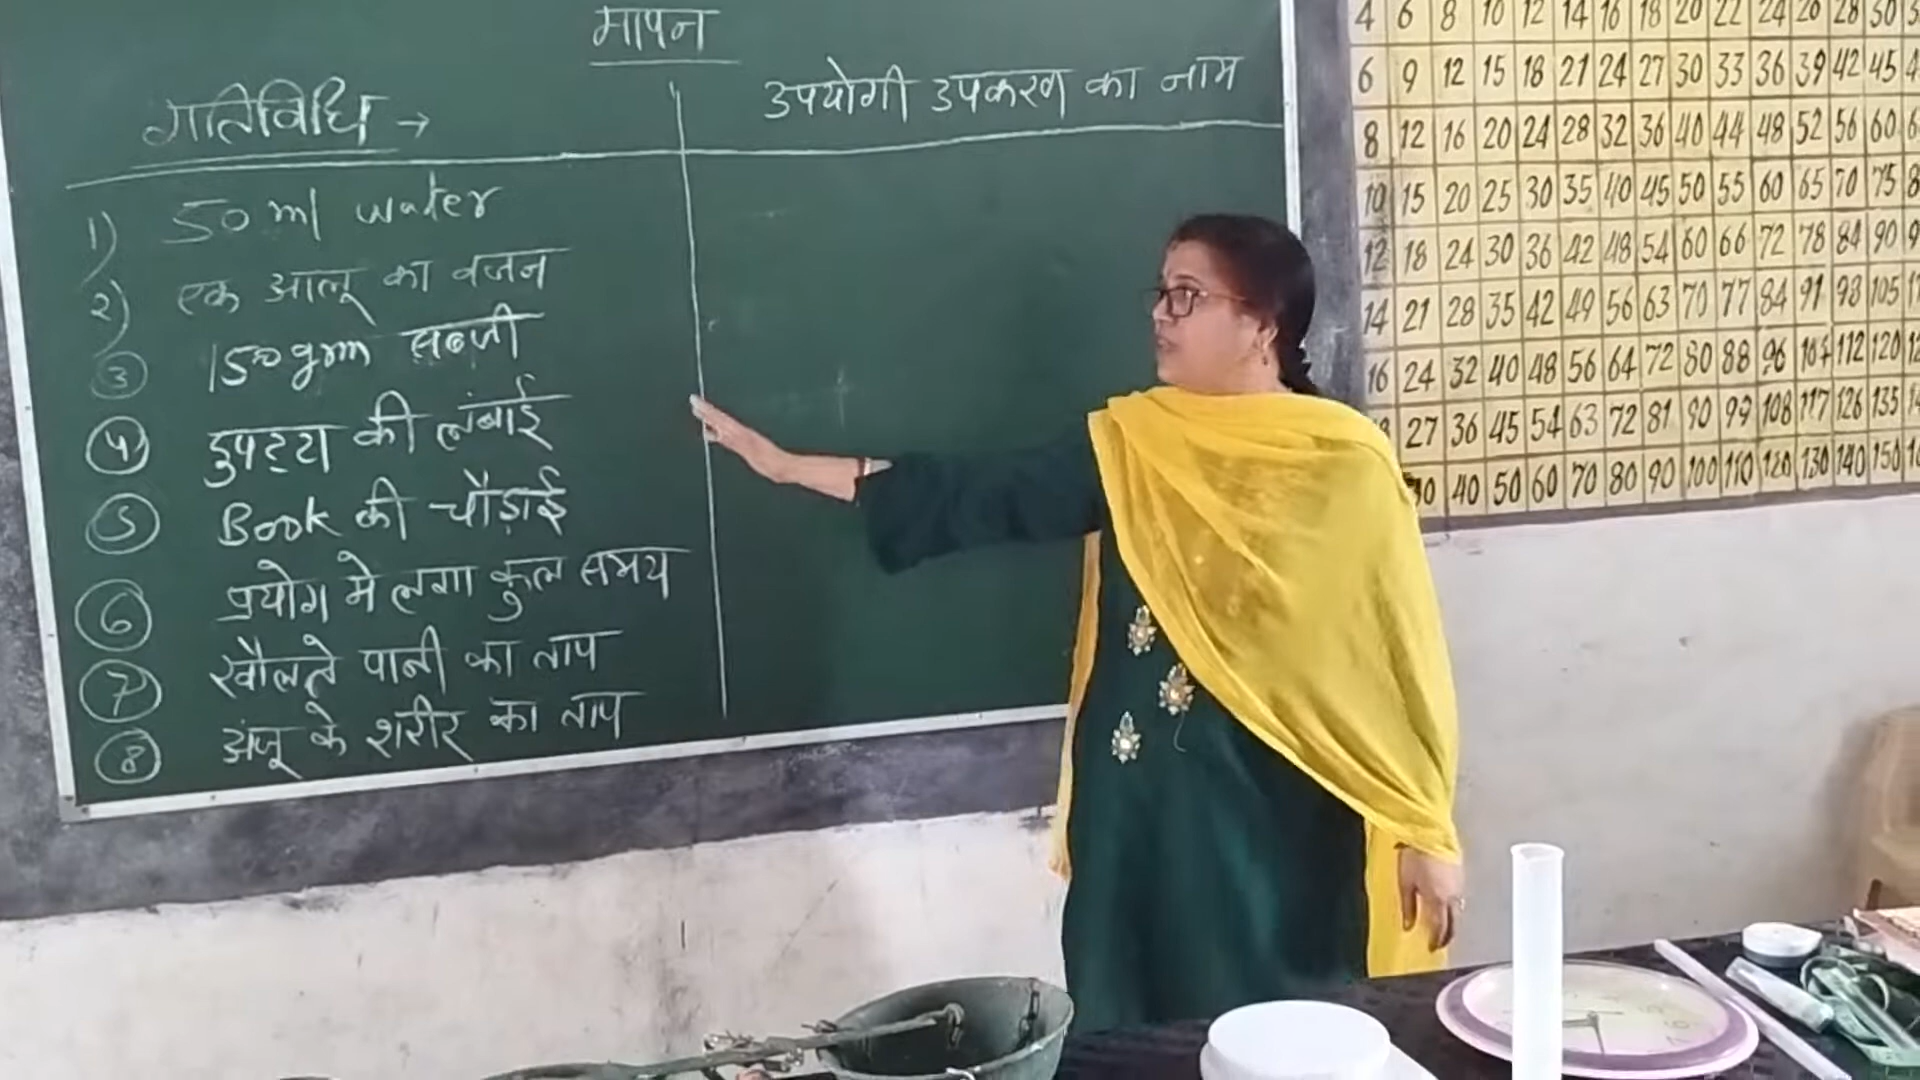 मापन
गतिविधि → उपयोगी उपकरण का नाम
1) 50 ml water
2) एक आलू का वजन
3 150 grm सब्जी
4 दुपट्टा की लंबाई
5 Book की चौड़ाई
6 प्रयोग मे लगा कुल समय
7 खौलते पानी का ताप
8 अंजू के शरीर का ताप
4 6 8 10 12 14 16 18 20 22 24 26 28 30
6 9 12 15 18 21 24 27 30 33 36 39 42 45
8 12 16 20 24 28 32 36 40 44 48 52 56 60
10 15 20 25 30 35 40 45 50 55 60 65 70 75
12 18 24 30 36 42 48 54 60 66 72 78 84 90
14 21 28 35 42 49 56 63 70 77 84 91 98 105
16 24 32 40 48 56 64 72 80 88 96 104 112 120
27 36 45 54 63 72 81 90 99 108 117 126 135
40 50 60 70 80 90 100 110 120 130 140 150